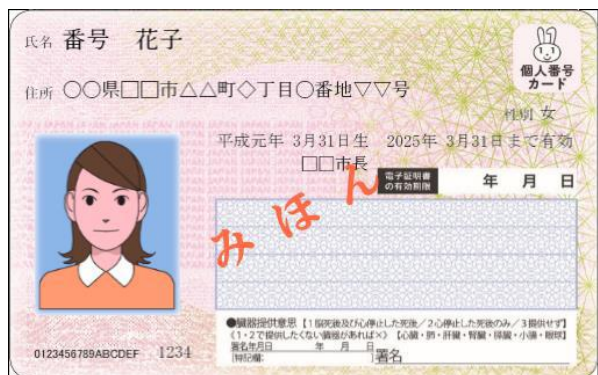 氏名 番号 花子
個人番号
カード
住所 ○○県□□市△△町◇丁目○番地▽▽号
性別 女
平成元年 3月31日生 2025年 3月31日まで有効
□□市長
電子証明書
の有効期限
年 月 日
みほん
●臓器提供意思【1 脳死後及び心停止した死後／2 心停止した死後のみ／3 提供せず】
《1・2で提供したくない臓器があれば×》【心臓・肺・肝臓・腎臓・膵臓・小腸・眼球】
署名年月日 年 月 日
[特記欄: ] 署名
0123456789ABCDEF 1234